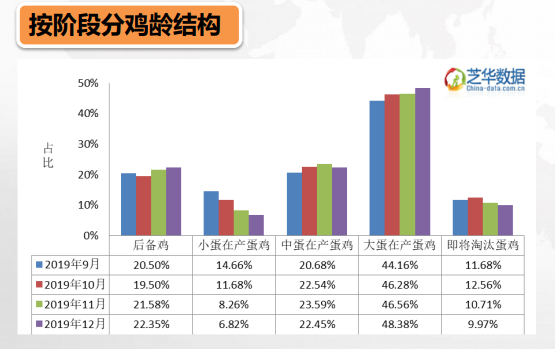 按阶段分鸡龄结构
芝华数据
China-data.com.cn
占比
50%
40%
30%
20%
10%
0%
后备鸡 小蛋在产蛋鸡 中蛋在产蛋鸡 大蛋在产蛋鸡 即将淘汰蛋鸡
2019年9月 20.50% 14.66% 20.68% 44.16% 11.68%
2019年10月 19.50% 11.68% 22.54% 46.28% 12.56%
2019年11月 21.58% 8.26% 23.59% 46.56% 10.71%
2019年12月 22.35% 6.82% 22.45% 48.38% 9.97%